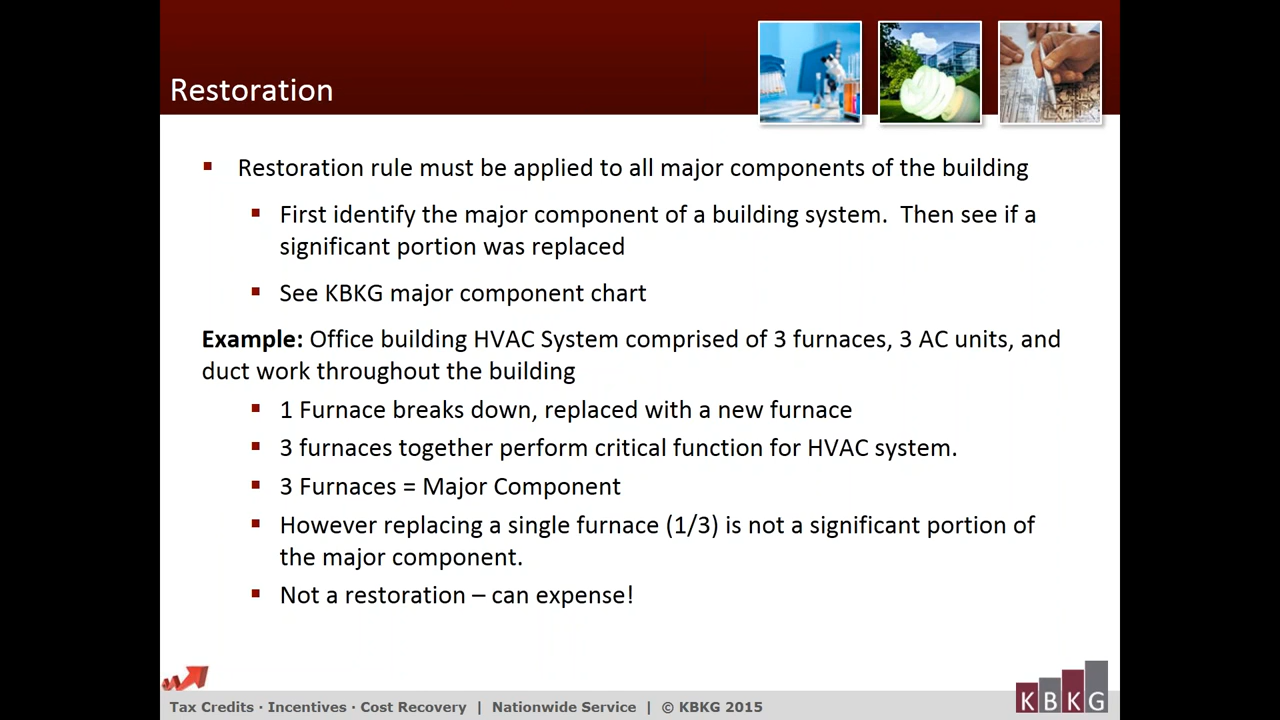 Restoration
Restoration rule must be applied to all major components of the building
First identify the major component of a building system.  Then see if a
significant portion was replaced
See KBKG major component chart
Example: Office building HVAC System comprised of 3 furnaces, 3 AC units, and
duct work throughout the building
1 Furnace breaks down, replaced with a new furnace
3 furnaces together perform critical function for HVAC system.
3 Furnaces = Major Component
However replacing a single furnace (1/3) is not a significant portion of
the major component.
Not a restoration – can expense!
Tax Credits · Incentives · Cost Recovery | Nationwide Service | © KBKG 2015
KBKG